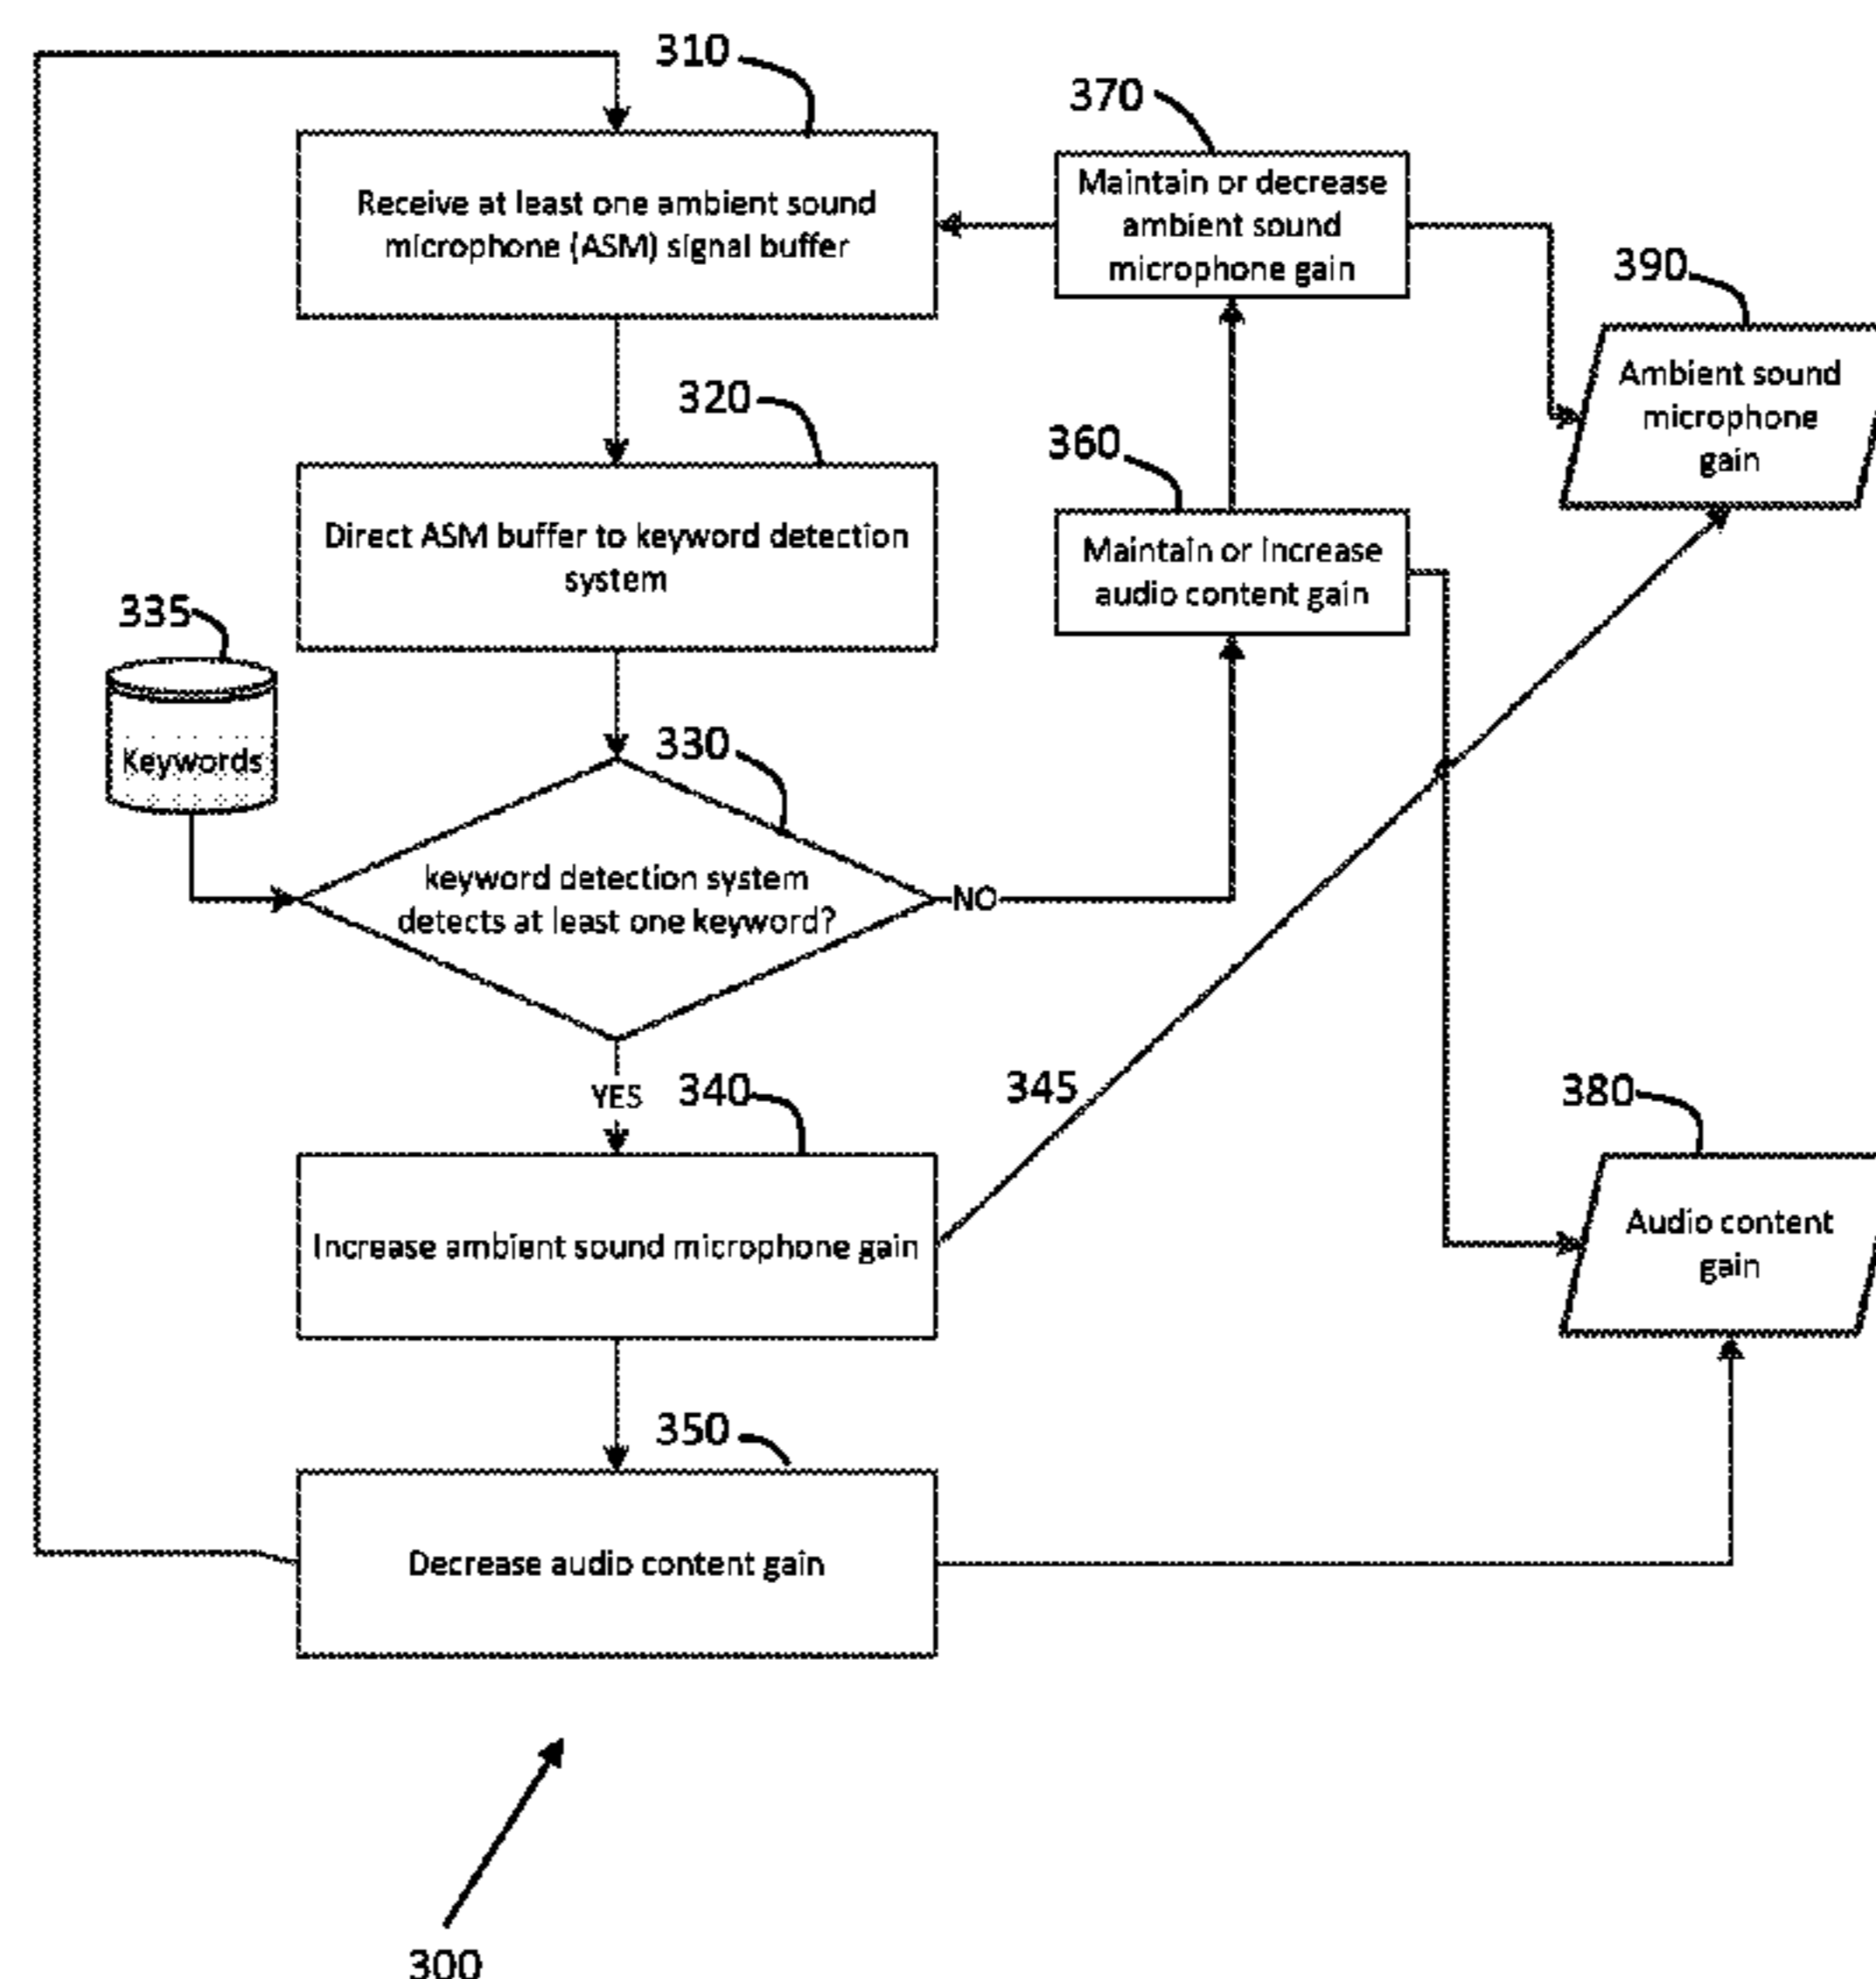 310
Receive at least one ambient sound
microphone (ASM) signal buffer
370
Maintain or decrease
ambient sound
microphone gain
390
Ambient sound
microphone
gain
320
Direct ASM buffer to keyword detection
system
360
Maintain or increase
audio content gain
335
Keywords
330
keyword detection system
detects at least one keyword?
NO
YES
340
Increase ambient sound microphone gain
345
380
Audio content
gain
350
Decrease audio content gain
300